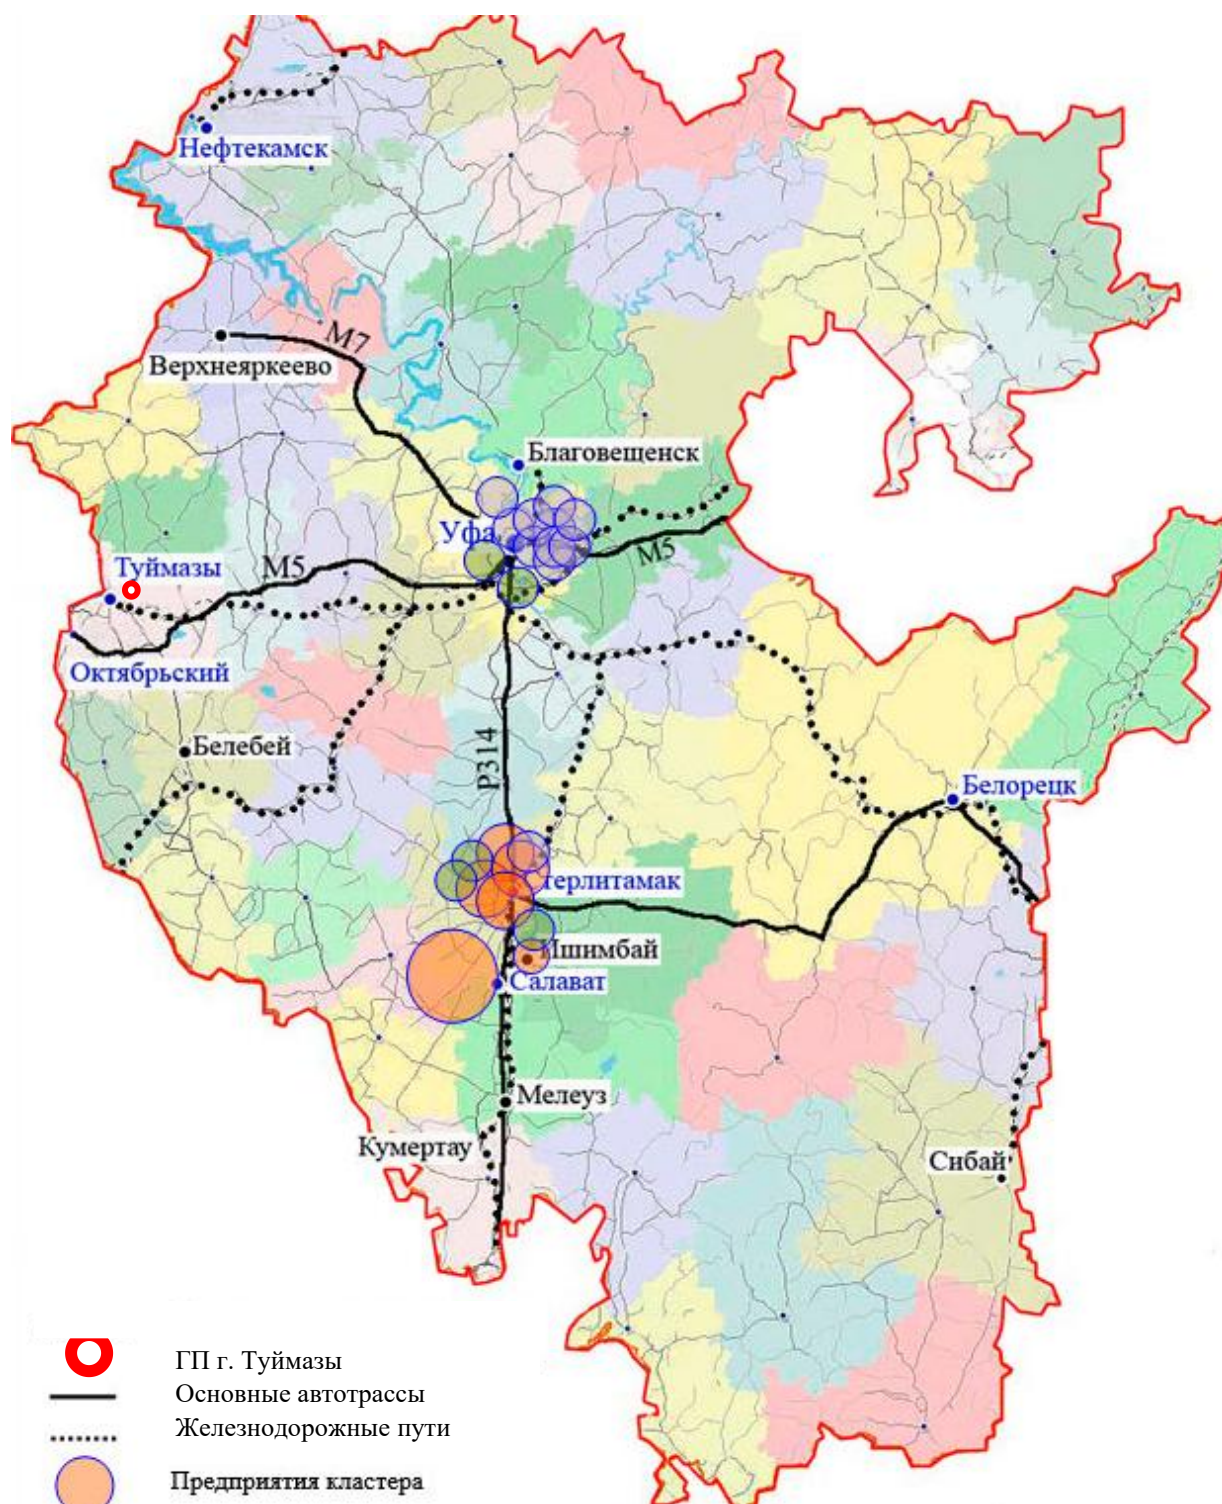 Нефтекамск
М7
Верхнеяркеево
Благовещенск
Уфа
М5
Туймазы
М5
Октябрьский
Белебей
Р314
Белорецк
терлитамак
Ишимбай
Салават
Мелеуз
Кумертау
Сибай
ГП г. Туймазы
Основные автотрассы
Железнодорожные пути
Предприятия кластера